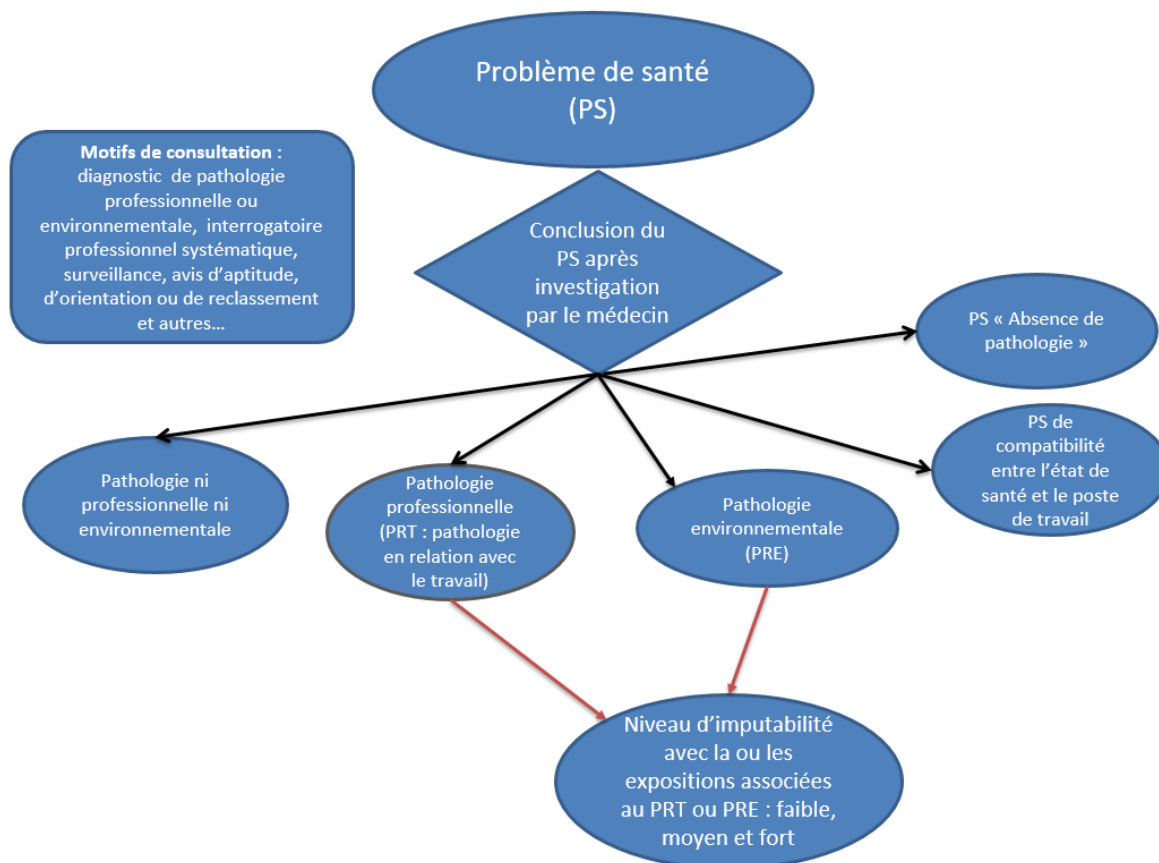 Problème de santé
(PS)
Motifs de consultation :
diagnostic de pathologie
professionnelle ou
environnementale, interrogatoire
professionnel systématique,
surveillance, avis d’aptitude,
d’orientation ou de reclassement
et autres…
Conclusion du
PS après
investigation
par le médecin
PS « Absence de
pathologie »
PS de
compatibilité
entre l’état de
santé et le poste
de travail
Pathologie ni
professionnelle ni
environnementale
Pathologie
professionnelle
(PRT : pathologie
en relation avec
le travail)
Pathologie
environnementale
(PRE)
Niveau d’imputabilité
avec la ou les
expositions associées
au PRT ou PRE : faible,
moyen et fort